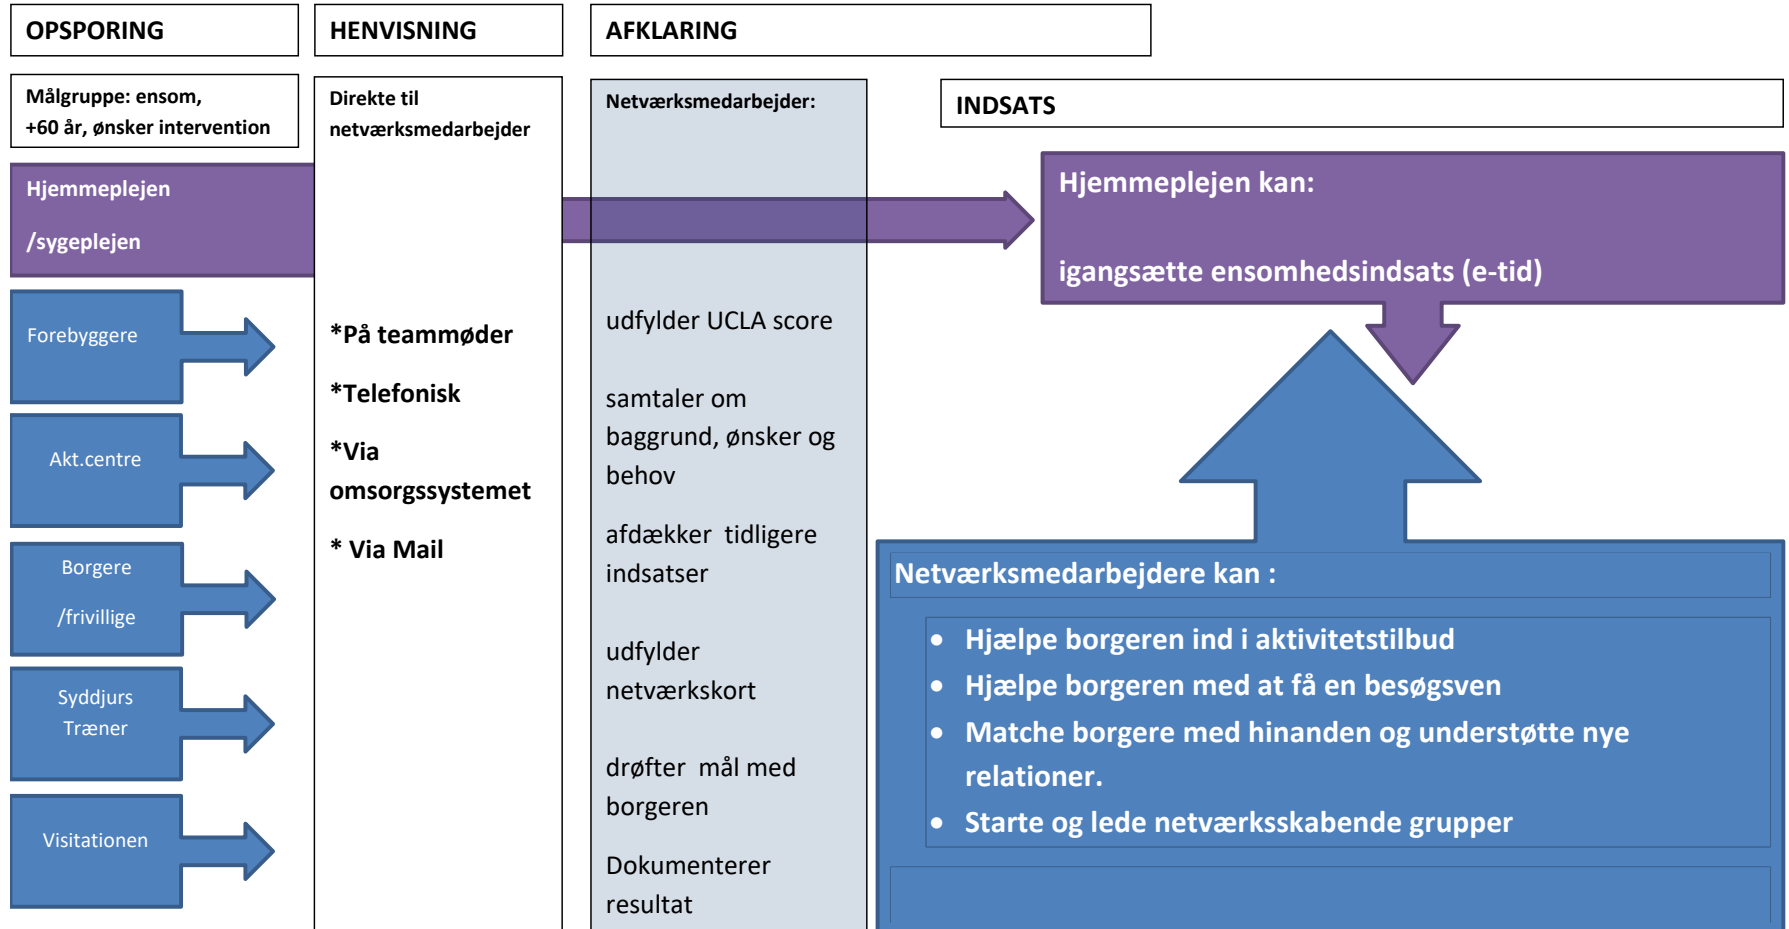 OPSPORING
HENVISNING
AFKLARING
Målgruppe: ensom,
+60 år, ønsker intervention
Direkte til
netværksmedarbejder
Netværksmedarbejder:
INDSATS
Hjemmeplejen
/sygeplejen
Hjemmeplejen kan:
igangsætte ensomhedsindsats (e-tid)
Forebyggere
Akt.centre
Borgere
/frivillige
Syddjurs
Træner
Visitationen
*På teammøder
*Telefonisk
*Via
omsorgssystemet
* Via Mail
udfylder UCLA score
samtaler om
baggrund, ønsker og
behov
afdækker  tidligere
indsatser
udfylder
netværkskort
drøfter  mål med
borgeren
Dokumenterer
resultat
Netværksmedarbejdere kan :
• Hjælpe borgeren ind i aktivitetstilbud
• Hjælpe borgeren med at få en besøgsven
• Matche borgere med hinanden og understøtte nye
relationer.
• Starte og lede netværksskabende grupper